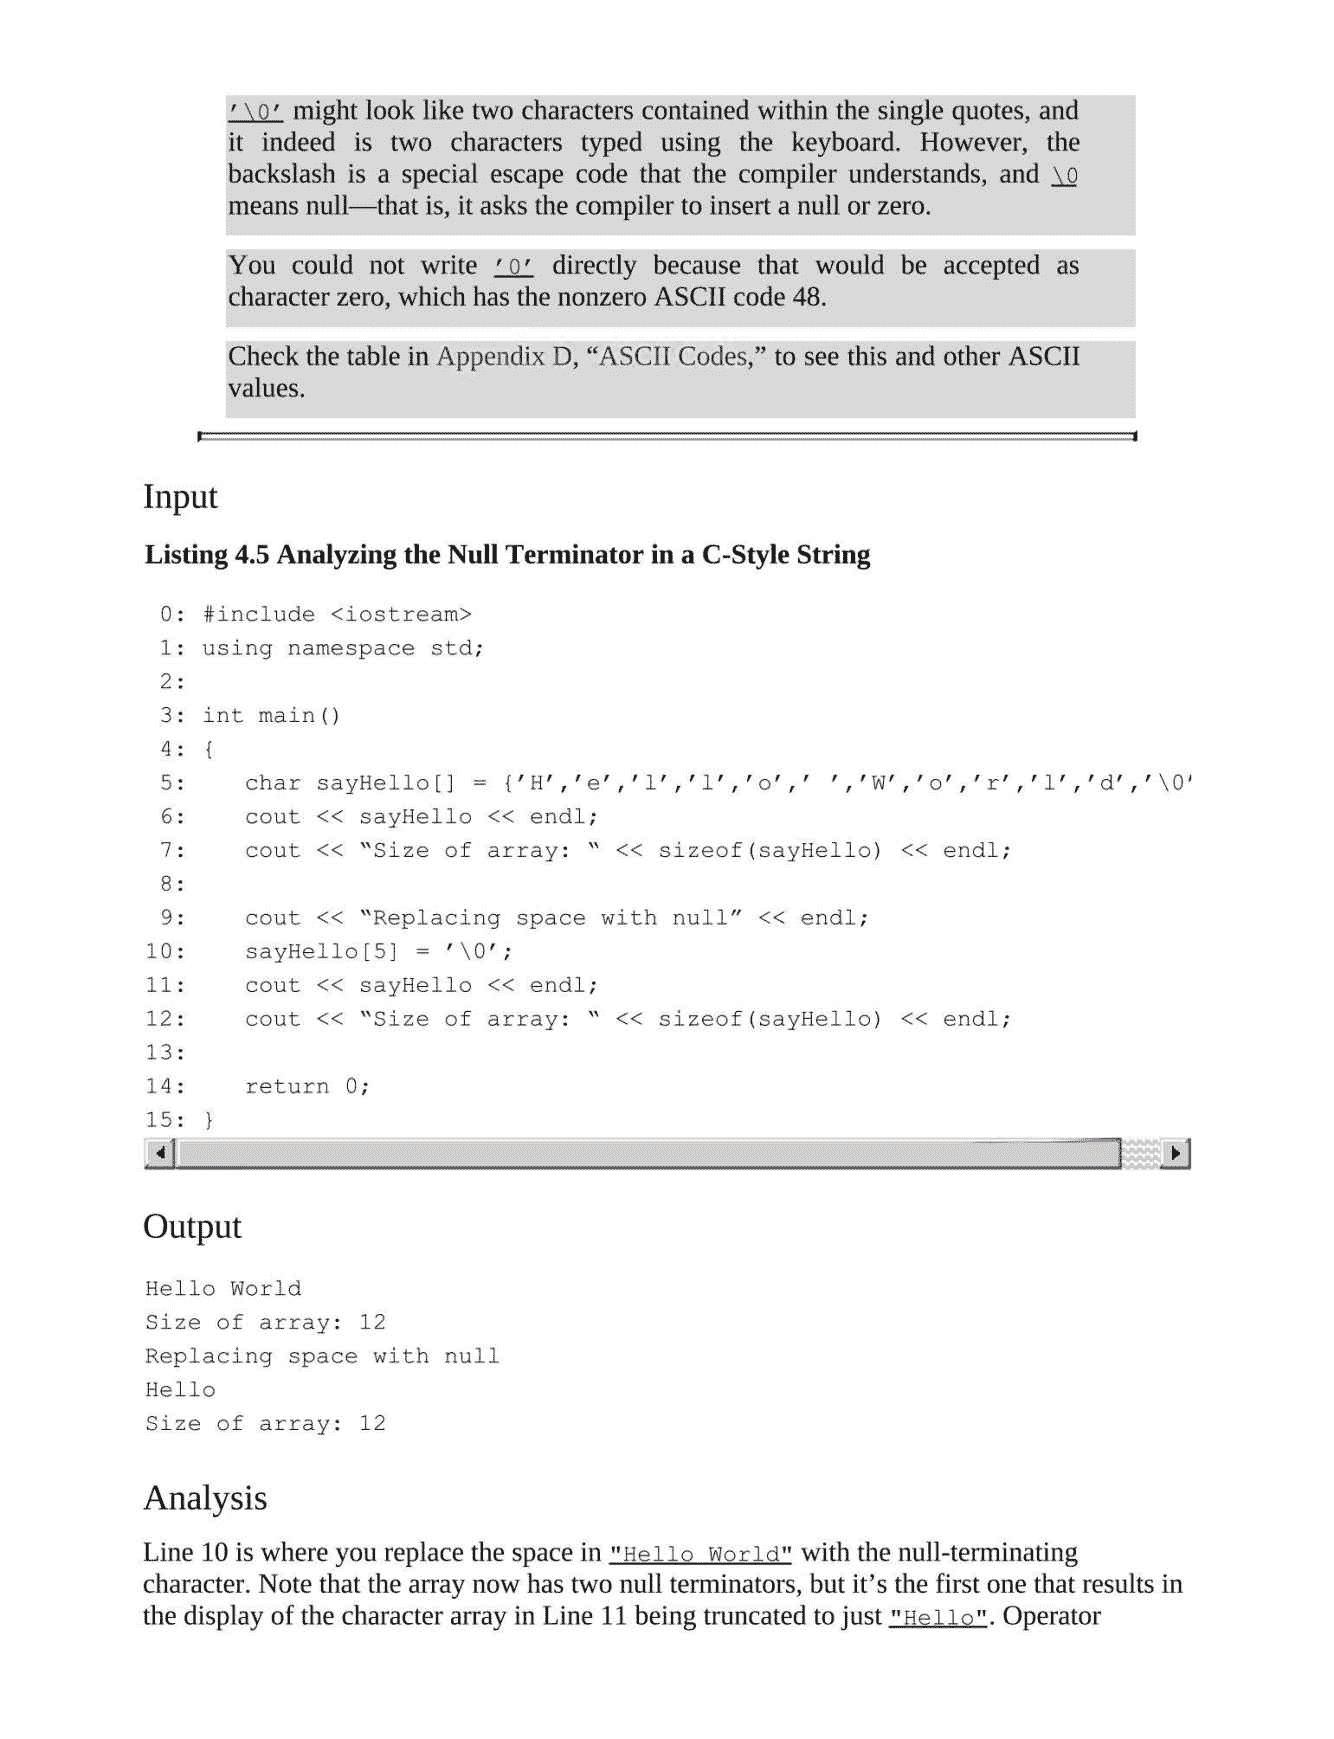 '\0' might look like two characters contained within the single quotes, and
it indeed is two characters typed using the keyboard. However, the
backslash is a special escape code that the compiler understands, and \0
means null—that is, it asks the compiler to insert a null or zero.
You could not write '0' directly because that would be accepted as
character zero, which has the nonzero ASCII code 48.
Check the table in Appendix D, “ASCII Codes,” to see this and other ASCII
values.
Input
Listing 4.5 Analyzing the Null Terminator in a C-Style String
0: #include <iostream>
1: using namespace std;
2:
3: int main()
4: {
5:    char sayHello[] = {’H’,’e’,’l’,’l’,’o’,’ ’,’W’,’o’,’r’,’l’,’d’,’\0'
6:    cout << sayHello << endl;
7:    cout << “Size of array: “ << sizeof(sayHello) << endl;
8:
9:    cout << “Replacing space with null” << endl;
10:    sayHello[5] = ’\0’;
11:    cout << sayHello << endl;
12:    cout << “Size of array: “ << sizeof(sayHello) << endl;
13:
14:    return 0;
15: }
Output
Hello World
Size of array: 12
Replacing space with null
Hello
Size of array: 12
Analysis
Line 10 is where you replace the space in "Hello World" with the null-terminating
character. Note that the array now has two null terminators, but it’s the first one that results in
the display of the character array in Line 11 being truncated to just "Hello". Operator